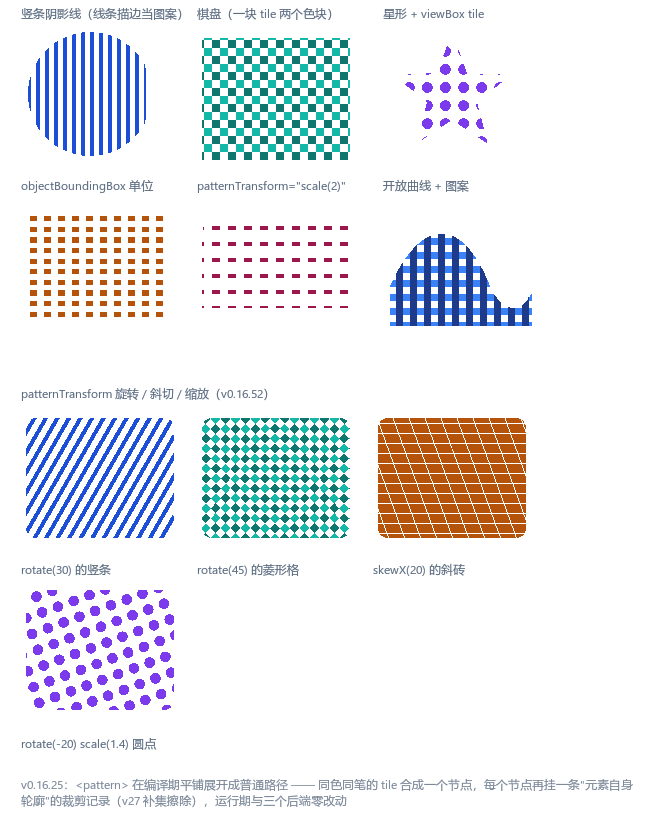 竖条阴影线（线条描边当图案）
棋盘（一块 tile 两个色块）
星形 + viewBox tile
objectBoundingBox 单位
patternTransform="scale(2)"
开放曲线 + 图案
patternTransform 旋转 / 斜切 / 缩放（v0.16.52）
rotate(30) 的竖条
rotate(45) 的菱形格
skewX(20) 的斜砖
rotate(-20) scale(1.4) 圆点
v0.16.25：<pattern> 在编译期平铺展开成普通路径 —— 同色同笔的 tile 合成一个节点，每个节点再挂一条"元素自身
轮廓"的裁剪记录（v27 补集擦除），运行期与三个后端零改动